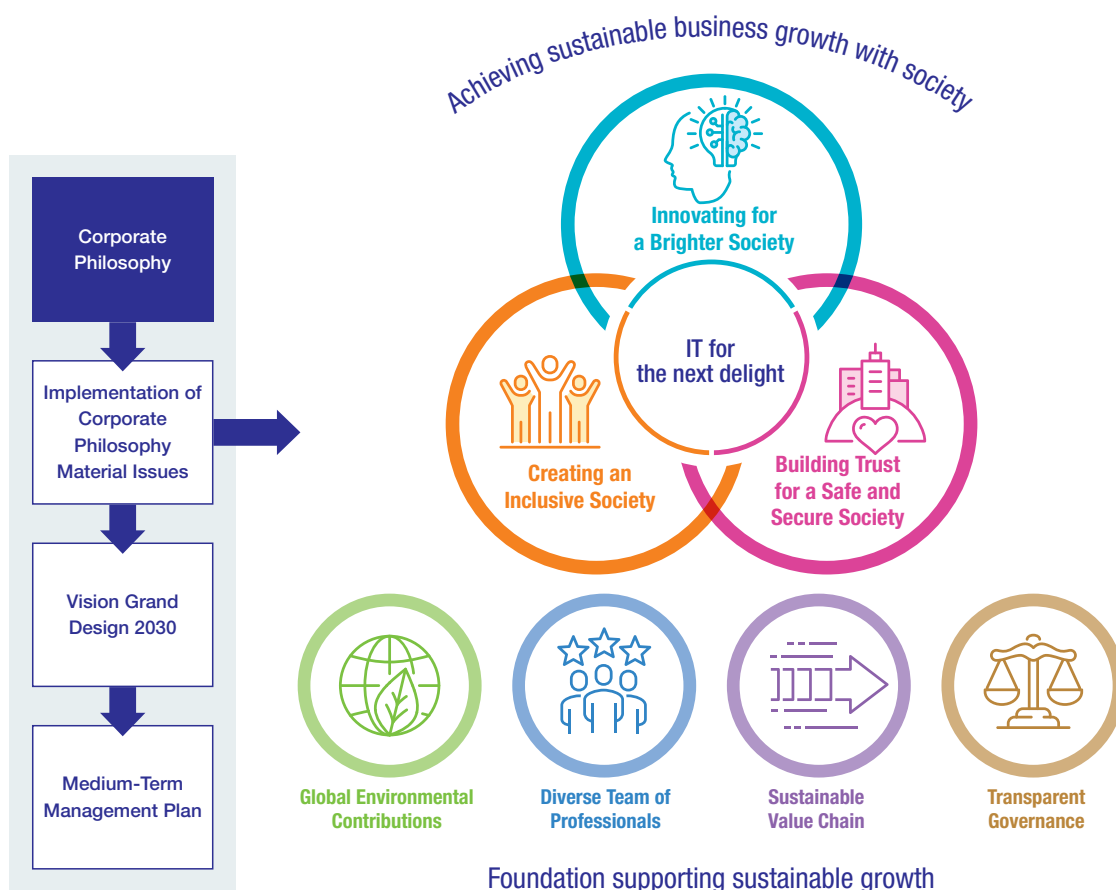 Corporate
Philosophy
Implementation of
Corporate
Philosophy
Material Issues
Vision Grand
Design 2030
Medium-Term
Management Plan
Achieving sustainable business growth with society
Innovating for
a Brighter Society
IT for
the next delight
Creating an
Inclusive Society
Building Trust
for a Safe and
Secure Society
Global Environmental
Contributions
Diverse Team of
Professionals
Sustainable
Value Chain
Transparent
Governance
Foundation supporting sustainable growth